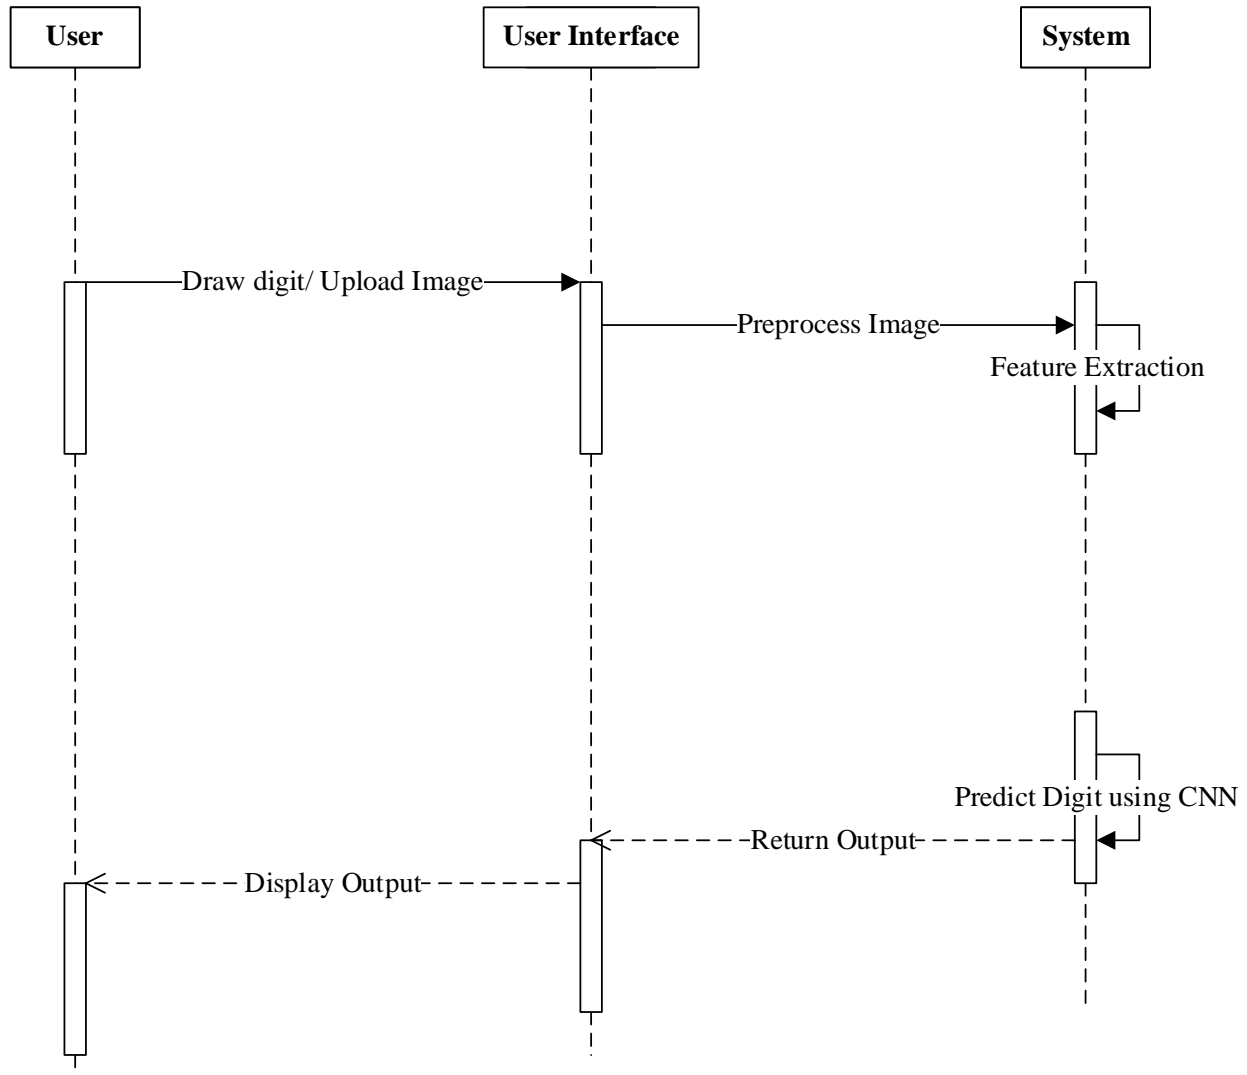 User
User Interface
System
Draw digit/ Upload Image
Preprocess Image
Feature Extraction
Predict Digit using CNN
Return Output
Display Output